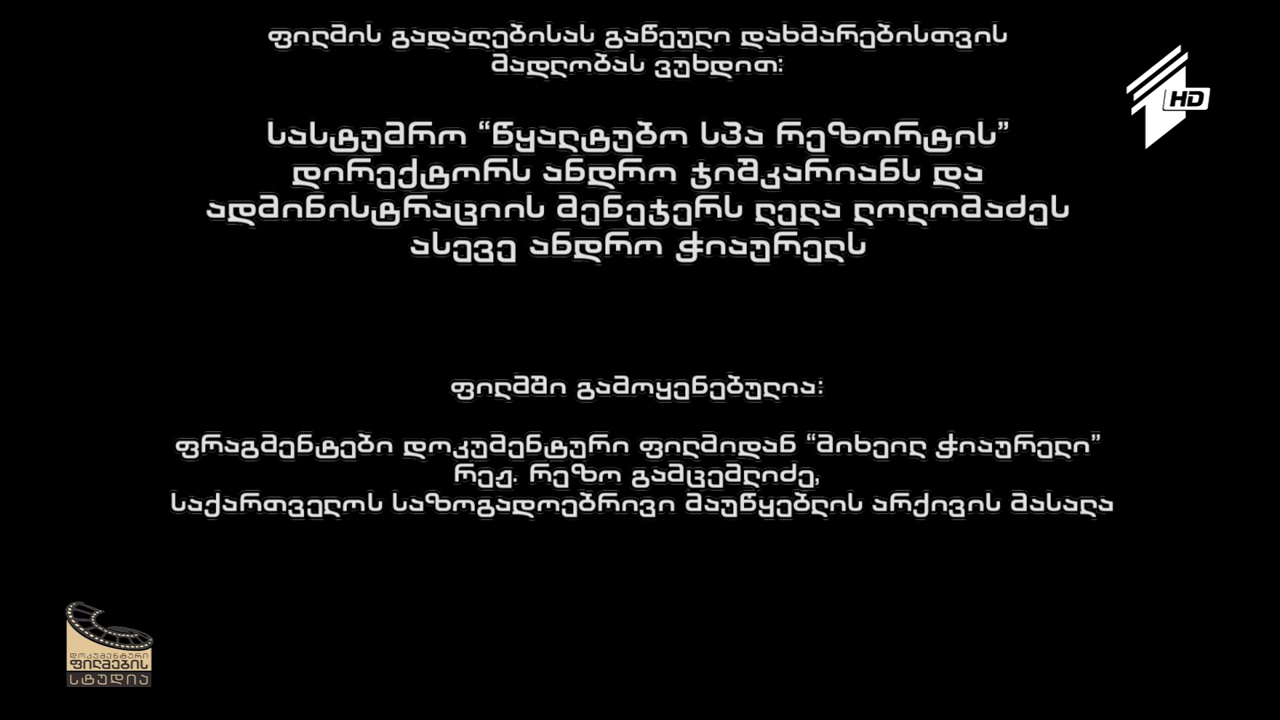 ფილმის გადაღებისას გაწეული დახმარებისთვის
მადლობას ვუხდით:
HD
სასტუმრო “წყალტუბო სპა რეზორტის”
დირექტორს ანდრო ჯიშკარიანს და
ადმინისტრაციის მენეჯერს ლელა ლოლომაძეს
ასევე ანდრო ჭიაურელს
ფილმში გამოყენებულია:
ფრაგმენტები დოკუმენტური ფილმიდან “მიხეილ ჭიაურელი”
რეჟ. რეზო გამცემლიძე,
საქართველოს საზოგადოებრივი მაუწყებლის არქივის მასალა
დოკუმენტური
ფილმების
სტუდია